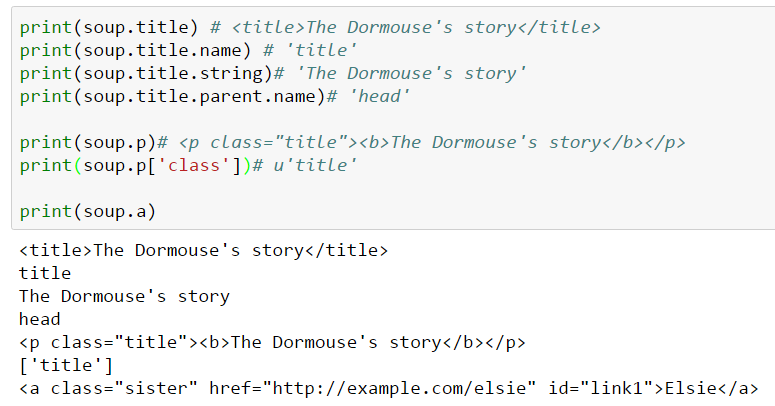 print(soup.title) # <title>The Dormouse's story</title>
print(soup.title.name) # 'title'
print(soup.title.string)# 'The Dormouse's story'
print(soup.title.parent.name)# 'head'
print(soup.p)# <p class="title"><b>The Dormouse's story</b></p>
print(soup.p['class'])# u'title'
print(soup.a)
<title>The Dormouse's story</title>
title
The Dormouse's story
head
<p class="title"><b>The Dormouse's story</b></p>
['title']
<a class="sister" href="http://example.com/elsie" id="link1">Elsie</a>